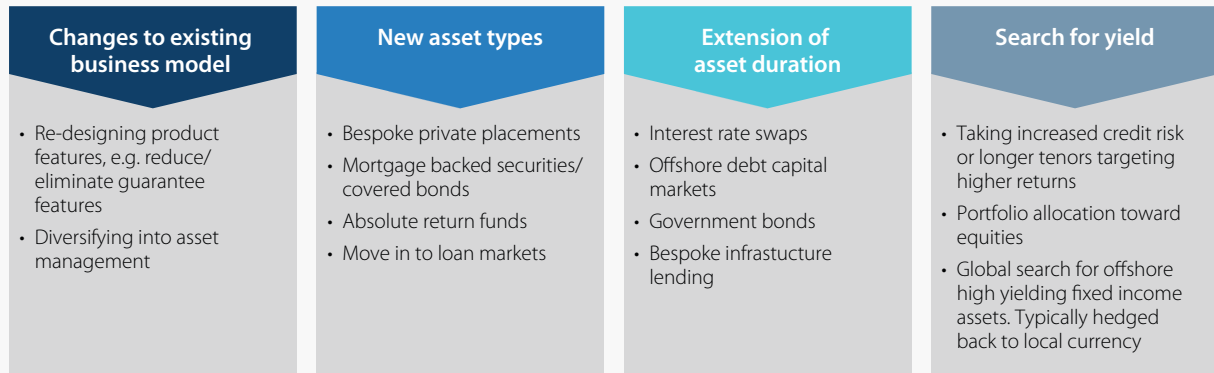 Changes to existing
business model
• Re-designing product
features, e.g. reduce/
eliminate guarantee
features
• Diversifying into asset
management
New asset types
• Bespoke private placements
• Mortgage backed securities/
covered bonds
• Absolute return funds
• Move in to loan markets
Extension of
asset duration
• Interest rate swaps
• Offshore debt capital
markets
• Government bonds
• Bespoke infrastucture
lending
Search for yield
• Taking increased credit risk
or longer tenors targeting
higher returns
• Portfolio allocation toward
equities
• Global search for offshore
high yielding fixed income
assets. Typically hedged
back to local currency